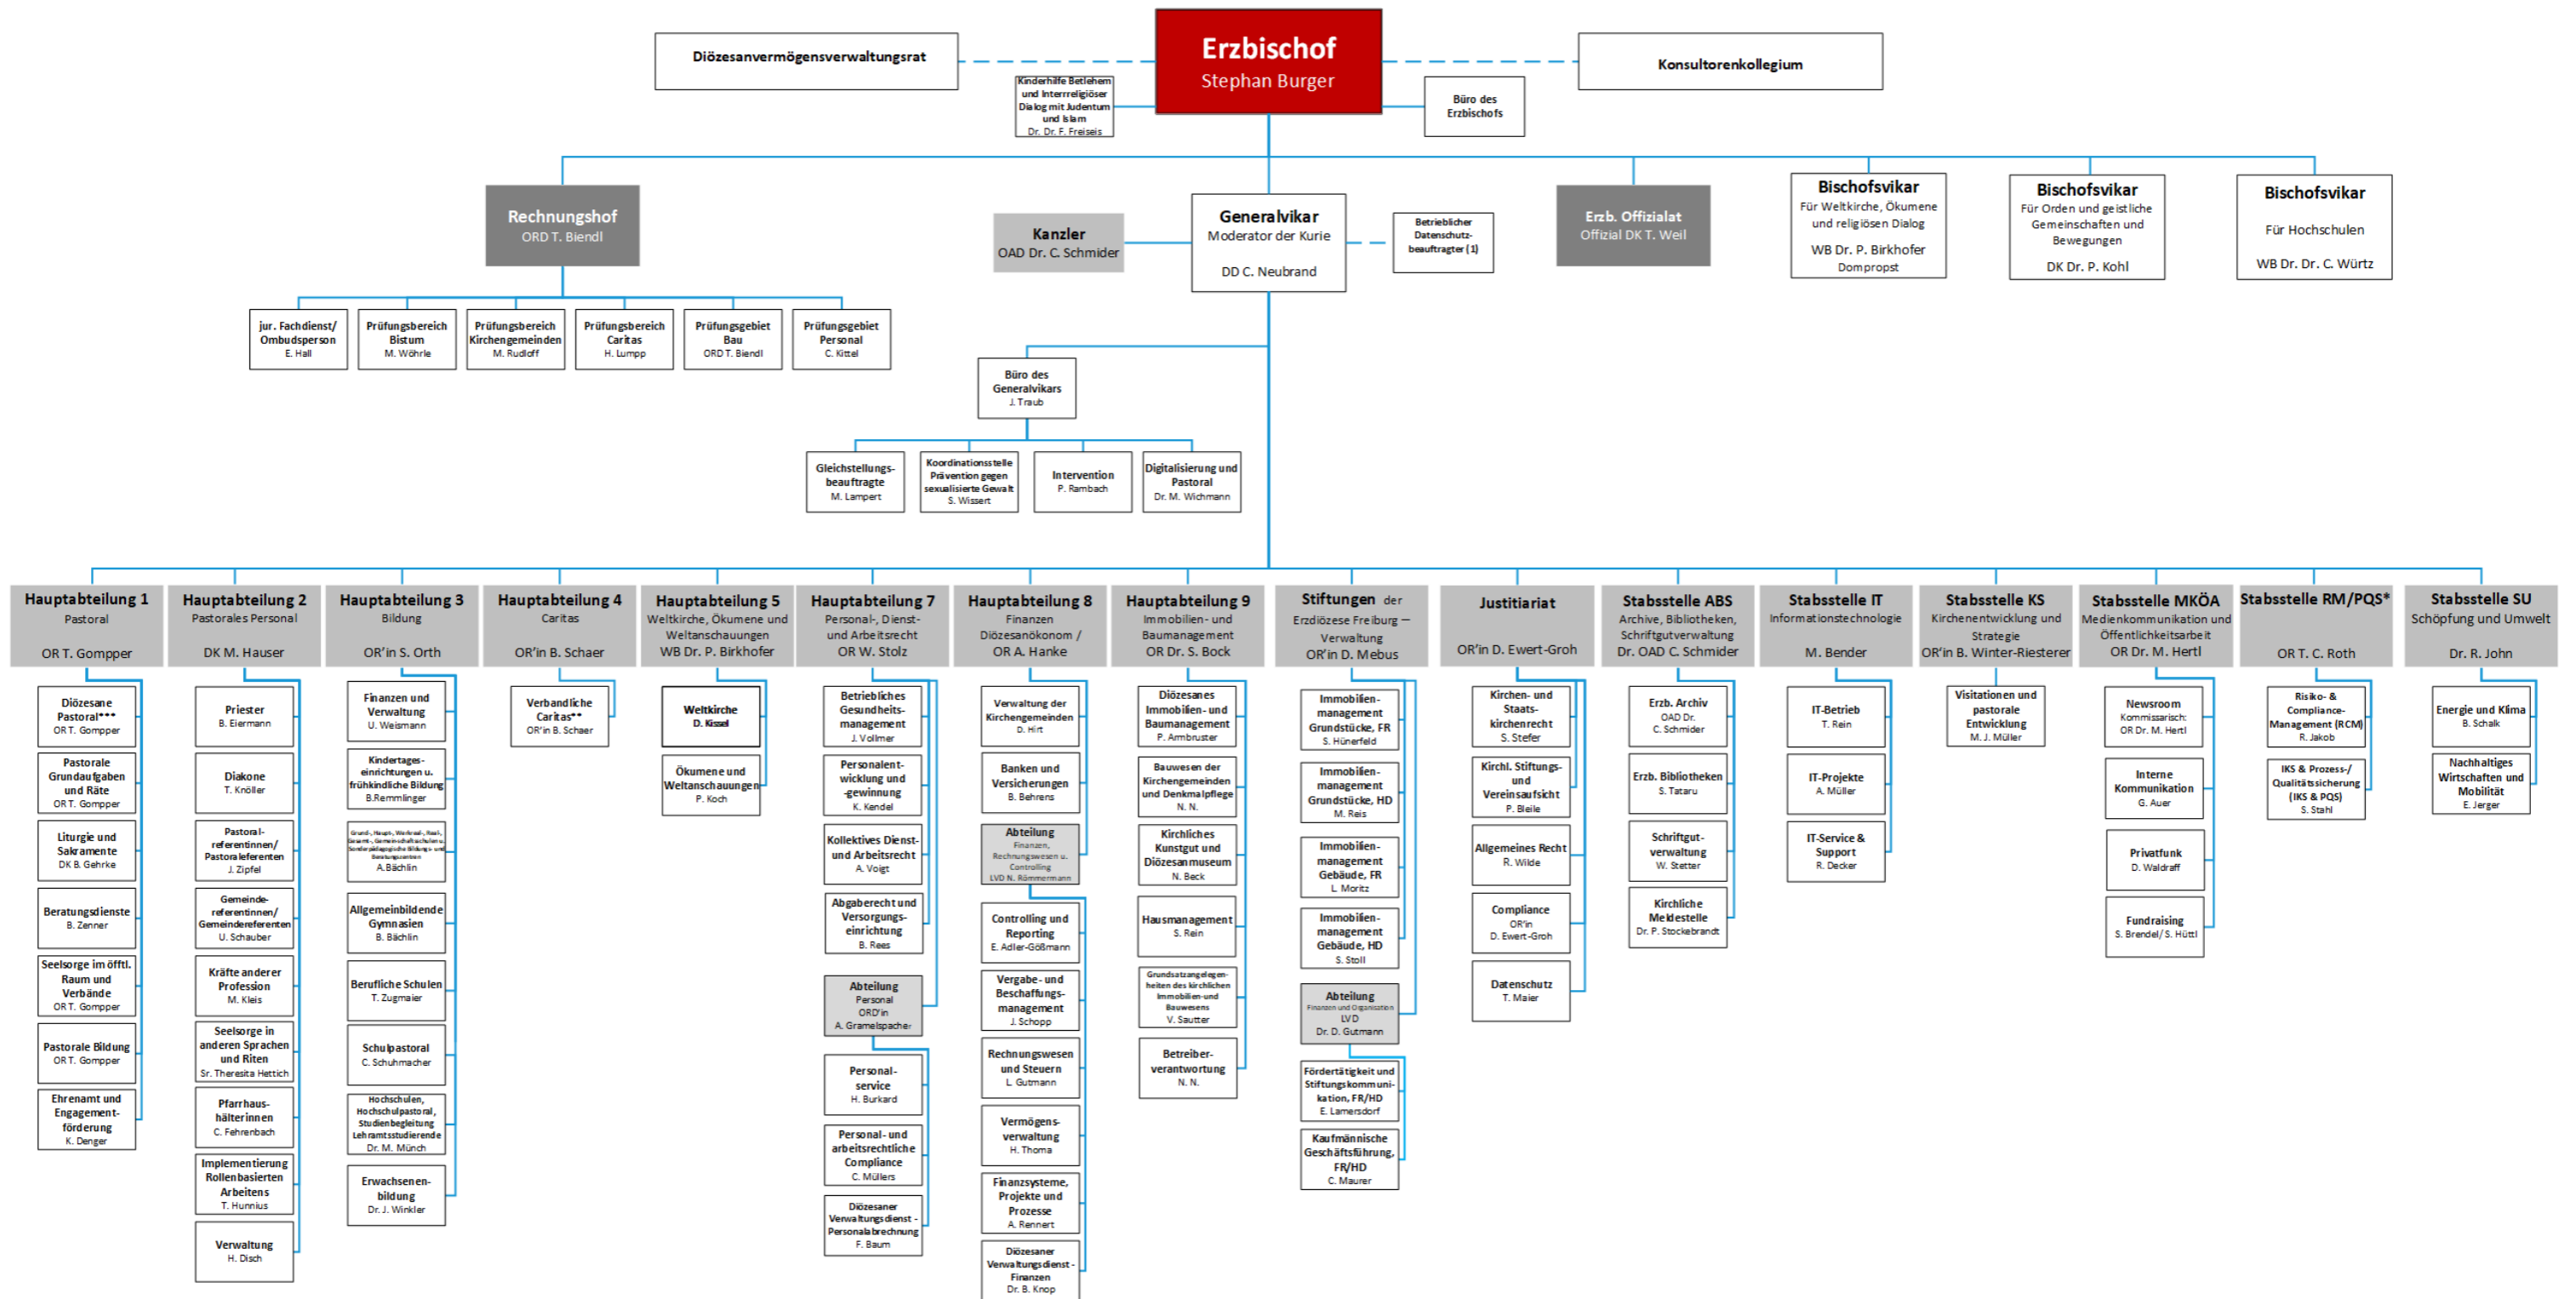 Diözesanvermögensverwaltungsrat
Erzbischof
Stephan Burger
Konsultorenkollegium
Kinderhilfe Betlehem
und Interrreligiöser
Dialog mit Judentum
und Islam
Dr. Dr. F. Freiseis
Büro des
Erzbischofs
Rechnungshof
ORD T. Biendl
Kanzler
OAD Dr. C. Schmider
Generalvikar
Moderator der Kurie
DD C. Neubrand
Betrieblicher
Datenschutz-
beauftragter (1)
Erzb. Offizialat
Offizial DK T. Weil
Bischofsvikar
Für Weltkirche, Ökumene
und religiösen Dialog
WB Dr. P. Birkhofer
Dompropst
Bischofsvikar
Für Orden und geistliche
Gemeinschaften und
Bewegungen
DK Dr. P. Kohl
Bischofsvikar
Für Hochschulen
WB Dr. Dr. C. Würtz
jur. Fachdienst/
Ombudsperson
E. Hall
Prüfungsbereich
Bistum
M. Wöhrle
Prüfungsbereich
Kirchengemeinden
M. Rudloff
Prüfungsbereich
Caritas
H. Lumpp
Prüfungsgebiet
Bau
ORD T. Biendl
Prüfungsgebiet
Personal
C. Kittel
Büro des
Generalvikars
J. Traub
Gleichstellungs-
beauftragte
M. Lampert
Koordinationsstelle
Prävention gegen
sexualisierte Gewalt
S. Wissert
Intervention
P. Rambach
Digitalisierung und
Pastoral
Dr. M. Wichmann
Hauptabteilung 1
Pastoral
OR T. Gompper
Diözesane
Pastoral***
OR T. Gompper
Pastorale
Grundaufgaben
und Räte
OR T. Gompper
Liturgie und
Sakramente
DK B. Gehrke
Beratungsdienste
B. Zenner
Seelsorge im öfftl.
Raum und
Verbände
OR T. Gompper
Pastorale Bildung
OR T. Gompper
Ehrenamt und
Engagement-
förderung
K. Denger
Hauptabteilung 2
Pastorales Personal
DK M. Hauser
Priester
B. Eiermann
Diakone
T. Knöller
Pastoral-
referentinnen/
Pastoraleferenten
J. Zipfel
Gemeinde-
referentinnen/
Gemeindereferenten
U. Schauber
Kräfte anderer
Profession
M. Kleis
Seelsorge in
anderen Sprachen
und Riten
Sr. Theresita Hettich
Pfarrhaus-
hälterinnen
C. Fehrenbach
Implementierung
Rollenbasierten
Arbeitens
T. Hunnius
Verwaltung
H. Disch
Hauptabteilung 3
Bildung
OR'in S. Orth
Finanzen und
Verwaltung
U. Weismann
Kindertages-
einrichtungen u.
frühkindliche Bildung
B.Remmlinger
Grund-, Haupt-, Werkreal-, Real-,
Gesamt-, Gemeinschaftsschulen u.
Sonderpädagogische Bildungs- und
Beratungszentren
A.Bächlin
Allgemeinbildende
Gymnasien
B. Bächlin
Berufliche Schulen
T. Zugmaier
Schulpastoral
C. Schuhmacher
Hochschulen,
Hochschulpastoral,
Studienbegleitung
Lehramtsstudierende
Dr. M. Münch
Erwachsenen-
bildung
Dr. J. Winkler
Hauptabteilung 4
Caritas
OR'in B. Schaer
Verbandliche
Caritas**
OR'in B. Schaer
Hauptabteilung 5
Weltkirche, Ökumene und
Weltanschauungen
WB Dr. P. Birkhofer
Weltkirche
D. Kissel
Ökumene und
Weltanschauungen
P. Koch
Hauptabteilung 7
Personal-, Dienst-
und Arbeitsrecht
OR W. Stolz
Betriebliches
Gesundheits-
management
J. Vollmer
Personalent-
wicklung und
-gewinnung
K. Kendel
Kollektives Dienst-
und Arbeitsrecht
A. Voigt
Abgaberecht und
Versorgungs-
einrichtung
B. Rees
Abteilung
Personal
ORD'in
A. Gramelspacher
Personal-
service
H. Burkard
Personal- und
arbeitsrechtliche
Compliance
C. Müllers
Diözesaner
Verwaltungsdienst -
Personalabrechnung
F. Baum
Hauptabteilung 8
Finanzen
Diözesanökonom /
OR A. Hanke
Verwaltung der
Kirchengemeinden
D. Hirt
Banken und
Versicherungen
B. Behrens
Abteilung
Finanzen,
Rechnungswesen u.
Controlling
LVD N. Römmermann
Controlling und
Reporting
E. Adler-Gößmann
Vergabe- und
Beschaffungs-
management
J. Schopp
Rechnungswesen
und Steuern
L. Gutmann
Vermögens-
verwaltung
H. Thoma
Finanzsysteme,
Projekte und
Prozesse
A. Rennert
Diözesaner
Verwaltungsdienst -
Finanzen
Dr. B. Knop
Hauptabteilung 9
Immobilien- und
Baumanagement
OR Dr. S. Bock
Diözesanes
Immobilien- und
Baumanagement
P. Armbruster
Bauwesen der
Kirchengemeinden
und Denkmalpflege
N. N.
Kirchliches
Kunstgut und
Diözesanmuseum
N. Beck
Hausmanagement
S. Rein
Grundsatzangelegen-
heiten des kirchlichen
Immobilien-und
Bauwesens
V. Sautter
Betreiber-
verantwortung
N. N.
Stiftungen der
Erzdiözese Freiburg –
Verwaltung
OR'in D. Mebus
Immobilien-
management
Grundstücke, FR
S. Hünerfeld
Immobilien-
management
Grundstücke, HD
M. Reis
Immobilien-
management
Gebäude, FR
L. Moritz
Immobilien-
management
Gebäude, HD
S. Stoll
Abteilung
Finanzen und Organisation
LVD
Dr. D. Gutmann
Fördertätigkeit und
Stiftungskommuni-
kation, FR/HD
E. Lamersdorf
Kaufmännische
Geschäftsführung,
FR/HD
C. Maurer
Justitiariat
OR'in D. Ewert-Groh
Kirchen- und
Staats-
kirchenrecht
S. Stefer
Kirchl. Stiftungs-
und
Vereinsaufsicht
P. Bleile
Allgemeines Recht
R. Wilde
Compliance
OR'in
D. Ewert-Groh
Datenschutz
T. Maier
Stabsstelle ABS
Archive, Bibliotheken,
Schriftgutverwaltung
Dr. OAD C. Schmider
Erzb. Archiv
OAD Dr.
C. Schmider
Erzb. Bibliotheken
S. Tataru
Schriftgut-
verwaltung
W. Stetter
Kirchliche
Meldestelle
Dr. P. Stockebrandt
Stabsstelle IT
Informationstechnologie
M. Bender
IT-Betrieb
T. Rein
IT-Projekte
A. Müller
IT-Service &
Support
R. Decker
Stabsstelle KS
Kirchenentwicklung und
Strategie
OR'in B. Winter-Riesterer
Visitationen und
pastorale
Entwicklung
M. J. Müller
Stabsstelle MKÖA
Medienkommunikation und
Öffentlichkeitsarbeit
OR Dr. M. Hertl
Newsroom
Kommissarisch:
OR Dr. M. Hertl
Interne
Kommunikation
G. Auer
Privatfunk
D. Waldraff
Fundraising
S. Brendel/ S. Hüttl
Stabsstelle RM/PQS*
OR T. C. Roth
Risiko- &
Compliance-
Management (RCM)
R. Jakob
IKS & Prozess-/
Qualitätssicherung
(IKS & PQS)
S. Stahl
Stabsstelle SU
Schöpfung und Umwelt
Dr. R. John
Energie und Klima
B. Schalk
Nachhaltiges
Wirtschaften und
Mobilität
E. Jerger